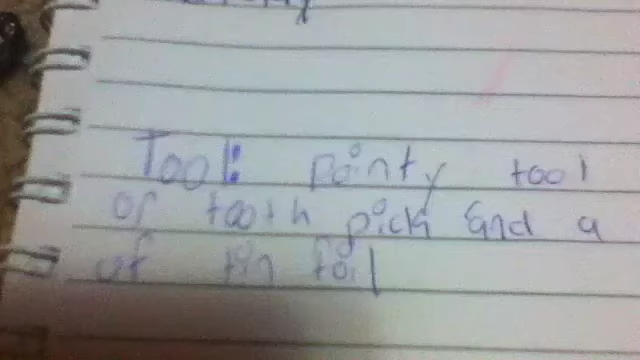 Tool: pointy tool
or tooth pick and a
of tin foil